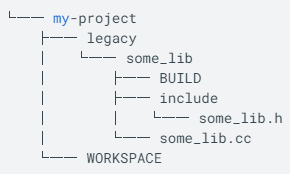 └── my-project
├── legacy
│ └── some_lib
│ ├── BUILD
│ ├── include
│ │ └── some_lib.h
│ └── some_lib.cc
└── WORKSPACE